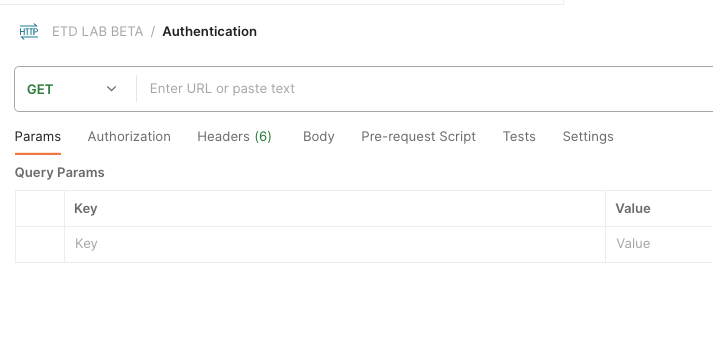 HTTP ETD LAB BETA / Authentication
GET Enter URL or paste text
Params Authorization Headers (6) Body Pre-request Script Tests Settings
Query Params
Key Value
Key Value